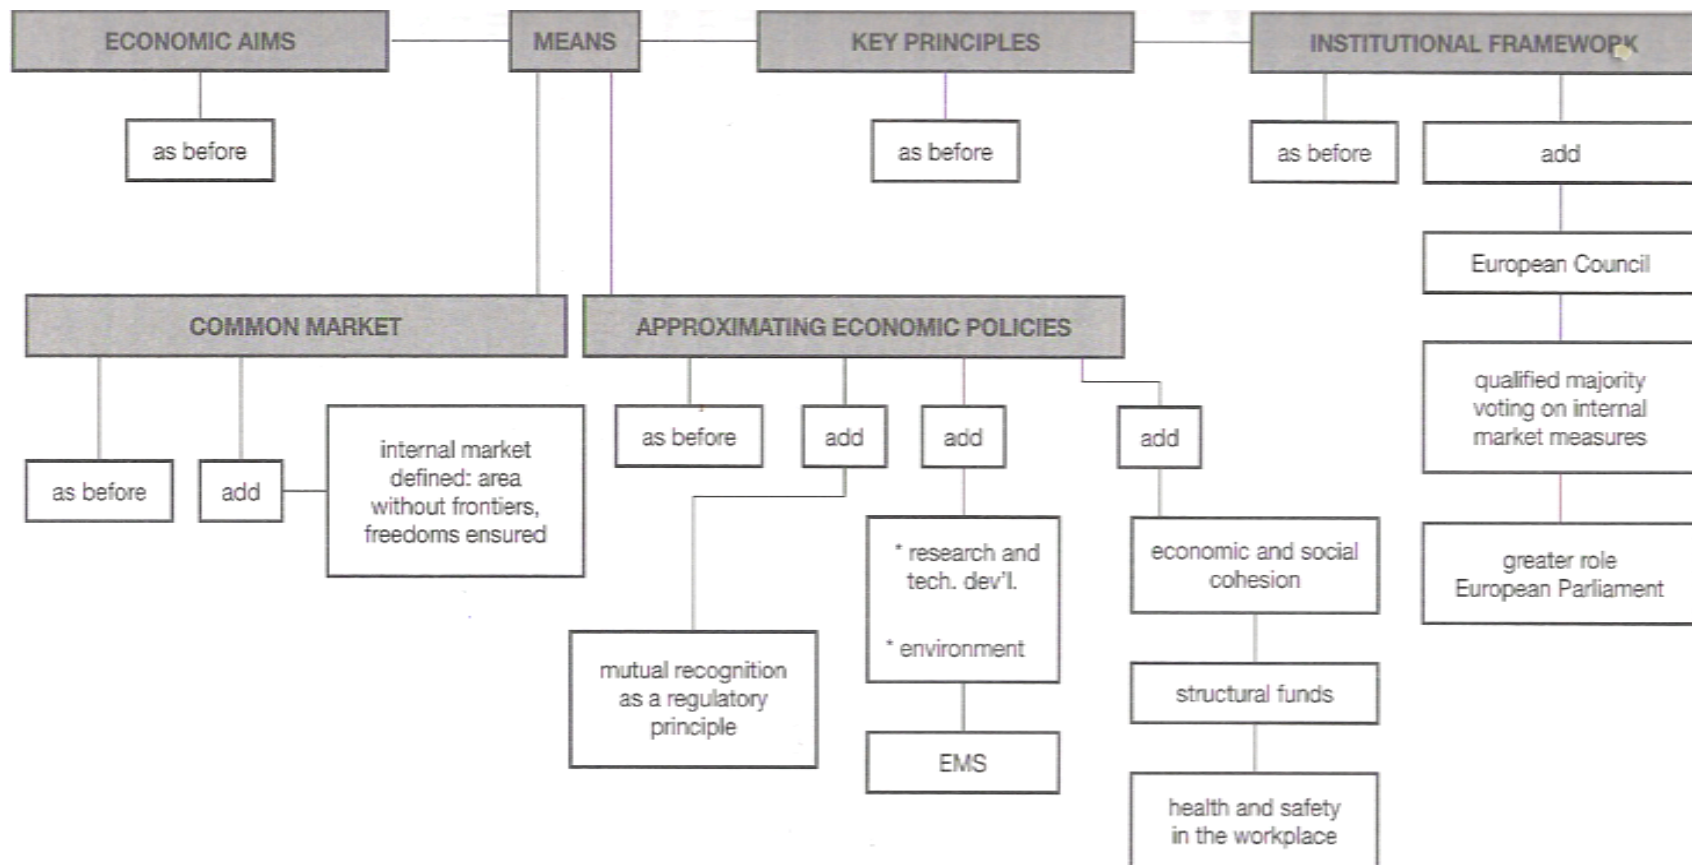 ECONOMIC AIMS
MEANS
KEY PRINCIPLES
INSTITUTIONAL FRAMEWORK
as before
as before
as before
add
European Council
COMMON MARKET
APPROXIMATING ECONOMIC POLICIES
qualified majority
voting on internal
market measures
as before
add
internal market
defined: area
without frontiers,
freedoms ensured
as before
add
add
add
mutual recognition
as a regulatory
principle
* research and
tech. dev'l.
* environment
EMS
economic and social
cohesion
structural funds
health and safety
in the workplace
greater role
European Parliament